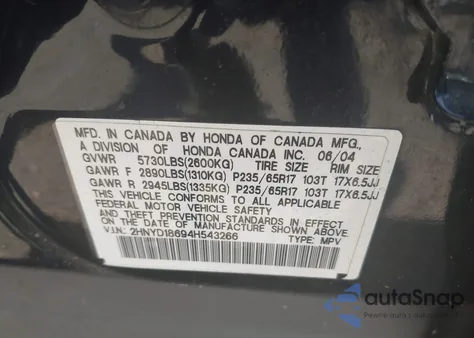 MFD. IN CANADA BY HONDA OF CANADA MFG.,
A DIVISION OF HONDA CANADA INC. 06/04
GVWR 5730LBS(2600KG) TIRE SIZE RIM SIZE
GAWR F 2890LBS(1310KG) P235/65R17 103T 17X6.5JJ
GAWR R 2945LBS(1335KG) P235/65R17 103T 17X6.5JJ
THIS VEHICLE CONFORMS TO ALL APPLICABLE
FEDERAL MOTOR VEHICLE SAFETY
AND THEFT PREVENTION STANDARDS IN EFFECT
ON THE DATE OF MANUFACTURE SHOWN ABOVE.
V.I.N.: 2HNYD18694H543266 TYPE: MPV
autoSnap